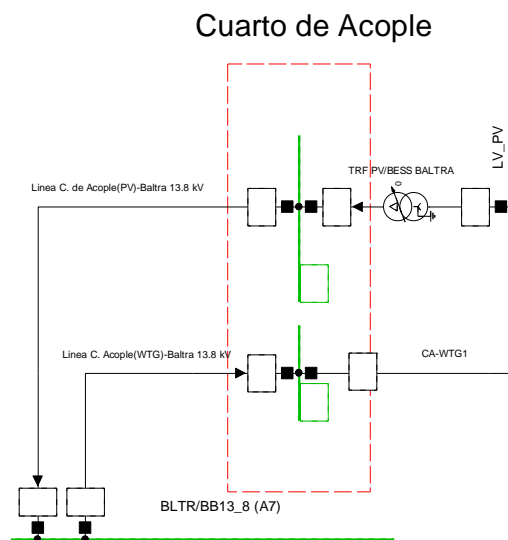 Cuarto de Acople
LV_PV
TRF PV/BESS BALTRA
0
Linea C. de Acople(PV)-Baltra 13.8 kV
Linea C. Acople(WTG)-Baltra 13.8 kV
CA-WTG1
BLTR/BB13_8 (A7)